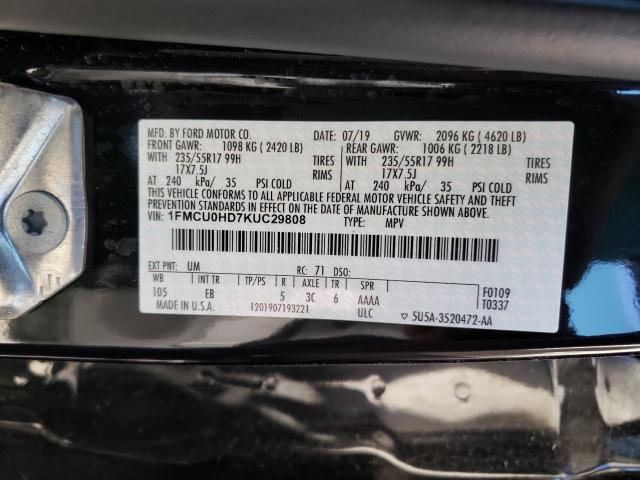 MFD. BY FORD MOTOR CO. DATE: 07/19 GVWR: 2096 KG ( 4620 LB)
FRONT GAWR: 1098 KG ( 2420 LB) REAR GAWR: 1006 KG ( 2218 LB)
WITH 235/55R17 99H TIRES WITH 235/55R17 99H TIRES
17X7.5J RIMS 17X7.5J RIMS
AT 240 kPa/ 35 PSI COLD AT 240 kPa/ 35 PSI COLD
THIS VEHICLE CONFORMS TO ALL APPLICABLE FEDERAL MOTOR VEHICLE SAFETY AND THEFT
PREVENTION STANDARDS IN EFFECT ON THE DATE OF MANUFACTURE SHOWN ABOVE.
VIN: 1FMCU0HD7KUC29808 TYPE: MPV
EXT PNT: UM RC: 71 DSO:
WB INT TR TP/PS R AXLE TR SPR
105 EB 5 3C 6 AAAA F0109
T0337
MADE IN U.S.A. 1201907193221 ULC ▽ 5U5A-3520472-AA